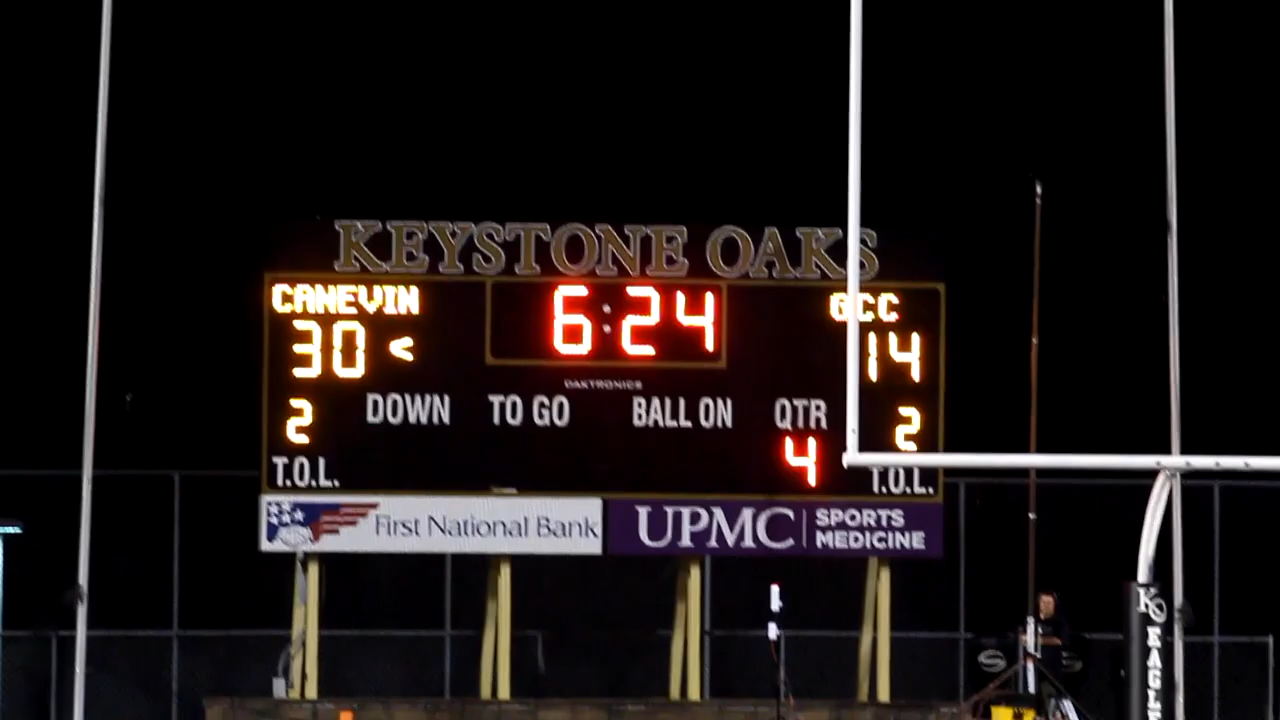 KEYSTONE OAKS
CANEVIN 6:24 GCC
30 < 14
DAKTRONICS
2 DOWN TO GO BALL ON QTR 2
4
T.O.L. T.O.L.
First National Bank UPMC SPORTS MEDICINE
KO
EAGLE